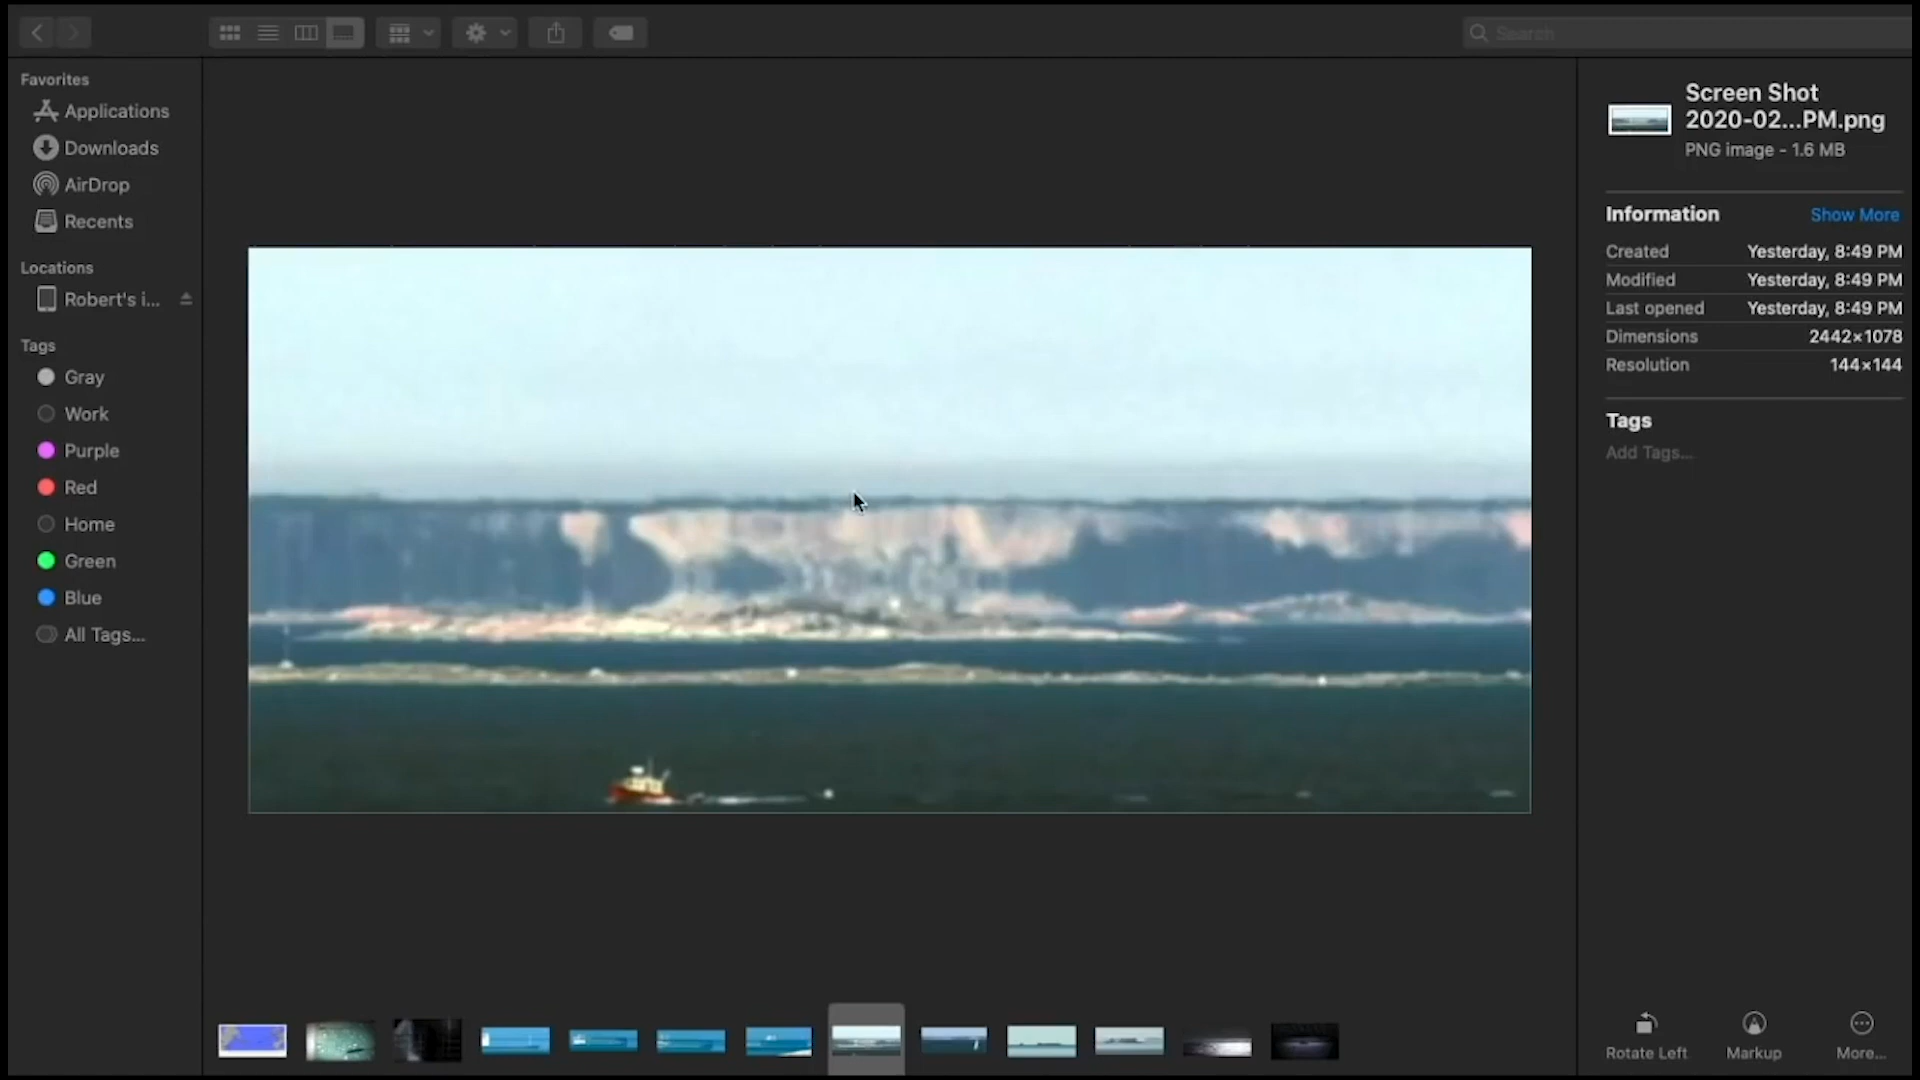 Search
Favorites
Applications
Downloads
AirDrop
Recents
Locations
Robert's i...
Tags
Gray
Work
Purple
Red
Home
Green
Blue
All Tags...
Screen Shot
2020-02...PM.png
PNG image - 1.6 MB
Information Show More
Created Yesterday, 8:49 PM
Modified Yesterday, 8:49 PM
Last opened Yesterday, 8:49 PM
Dimensions 2442×1078
Resolution 144×144
Tags
Add Tags...
Rotate Left Markup More...